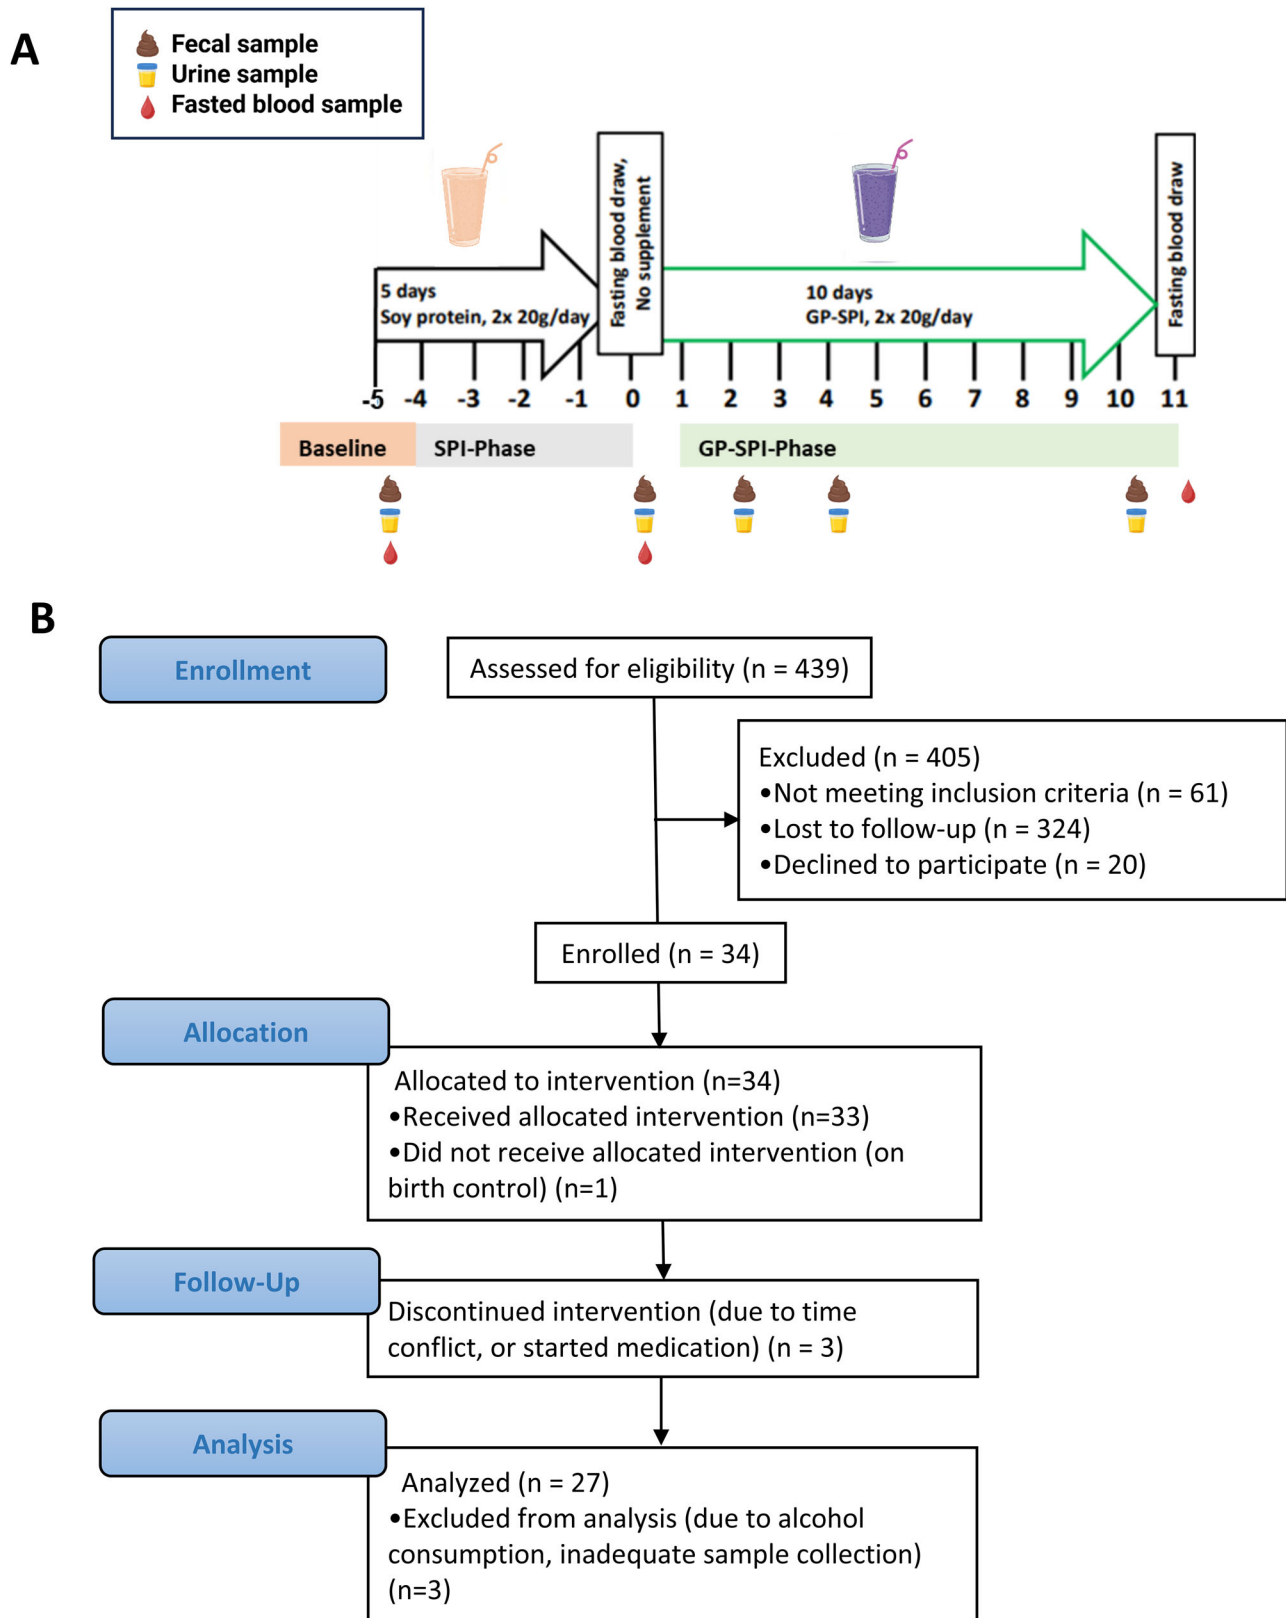 A
Fecal sample
Urine sample
Fasted blood sample
5 days
Soy protein, 2x 20g/day
Fasting blood draw,
No supplement
10 days
GP-SPI, 2x 20g/day
Fasting blood draw
-5 -4 -3 -2 -1 0 1 2 3 4 5 6 7 8 9 10 11
Baseline SPI-Phase GP-SPI-Phase
B
Enrollment
Assessed for eligibility (n = 439)
Excluded (n = 405)
•Not meeting inclusion criteria (n = 61)
•Lost to follow-up (n = 324)
•Declined to participate (n = 20)
Enrolled (n = 34)
Allocation
Allocated to intervention (n=34)
•Received allocated intervention (n=33)
•Did not receive allocated intervention (on
birth control) (n=1)
Follow-Up
Discontinued intervention (due to time
conflict, or started medication) (n = 3)
Analysis
Analyzed (n = 27)
•Excluded from analysis (due to alcohol
consumption, inadequate sample collection)
(n=3)